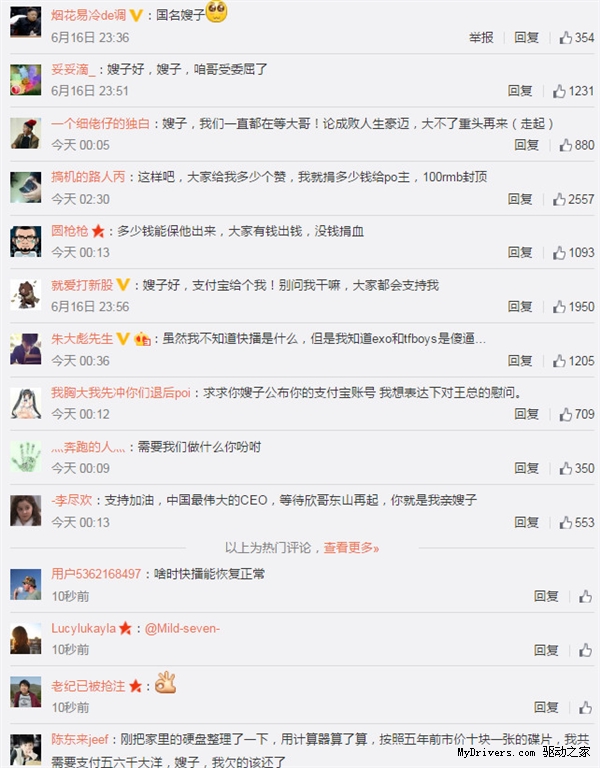 烟花易冷de调：国名嫂子
6月16日 23:36 举报 回复 354
妥妥滴_：嫂子好，嫂子，咱哥受委屈了
6月16日 23:51 回复 1231
一个细佬仔的独白：嫂子，我们一直都在等大哥！论成败人生豪迈，大不了重头再来（走起）
今天 00:05 回复 880
搞机的路人丙：这样吧，大家给我多少个赞，我就捐多少钱给po主，100rmb封顶
今天 02:30 回复 2557
圆枪枪：多少钱能保他出来，大家有钱出钱，没钱捐血
今天 00:13 回复 1093
就爱打新股：嫂子好，支付宝给个我！别问我干嘛，大家都会支持我
6月16日 23:56 回复 1950
朱大彪先生：虽然我不知道快播是什么，但是我知道exo和tfboys是傻逼...
今天 00:36 回复 1205
我胸大我先冲你们退后poi：求求你嫂子公布你的支付宝账号 我想表达下对王总的慰问。
今天 00:12 回复 709
灬奔跑的人灬：需要我们做什么你吩咐
今天 00:09 回复 350
-李尽欢：支持加油，中国最伟大的CEO，等待欣哥东山再起，你就是我亲嫂子
今天 00:13 回复 553
以上为热门评论，查看更多»
用户5362168497：啥时快播能恢复正常
10秒前 回复
Lucylukayla：@Mild-seven-
10秒前 回复
老纪已被抢注：
10秒前 回复
陈东来jeef：刚把家里的硬盘整理了一下，用计算器算了算，按照五年前市价十块一张的碟片，我共
需要支付五六千大洋，嫂子，我欠的该还了
MyDrivers.com 驱动之家